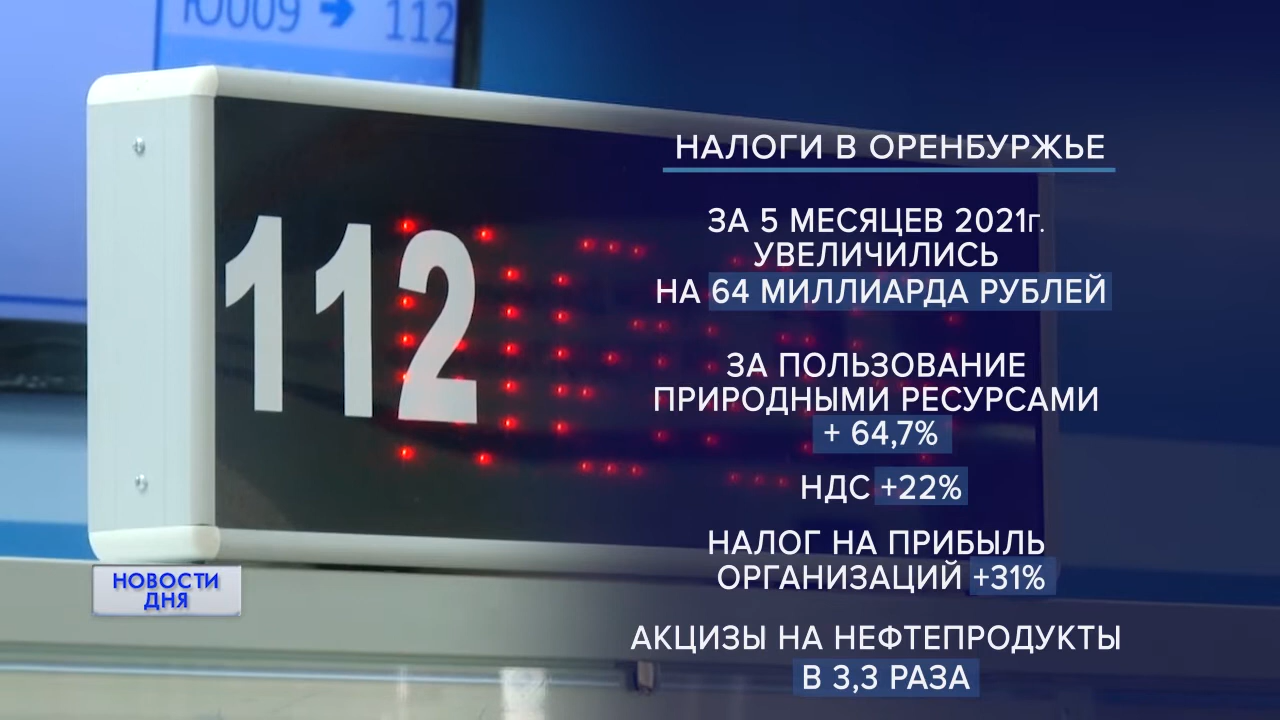 Ю009 → 112
112
НАЛОГИ В ОРЕНБУРЖЬЕ
ЗА 5 МЕСЯЦЕВ 2021г.
УВЕЛИЧИЛИСЬ
НА 64 МИЛЛИАРДА РУБЛЕЙ
ЗА ПОЛЬЗОВАНИЕ
ПРИРОДНЫМИ РЕСУРСАМИ
+ 64,7%
НДС +22%
НАЛОГ НА ПРИБЫЛЬ
ОРГАНИЗАЦИЙ +31%
АКЦИЗЫ НА НЕФТЕПРОДУКТЫ
В 3,3 РАЗА
НОВОСТИ
ДНЯ